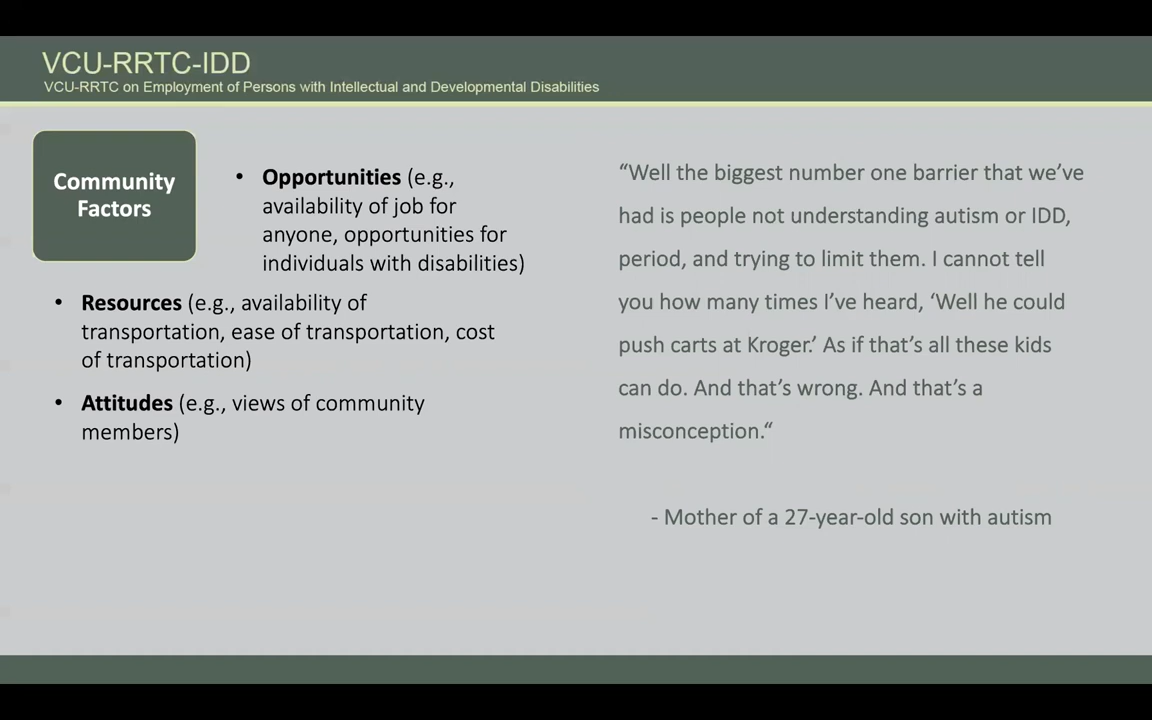 VCU-RRTC-IDD
VCU-RRTC on Employment of Persons with Intellectual and Developmental Disabilities
Community
Factors
• Opportunities (e.g.,
availability of job for
anyone, opportunities for
individuals with disabilities)
• Resources (e.g., availability of
transportation, ease of transportation, cost
of transportation)
• Attitudes (e.g., views of community
members)
“Well the biggest number one barrier that we’ve
had is people not understanding autism or IDD,
period, and trying to limit them. I cannot tell
you how many times I’ve heard, ‘Well he could
push carts at Kroger.’ As if that’s all these kids
can do. And that’s wrong. And that’s a
misconception.“
- Mother of a 27-year-old son with autism